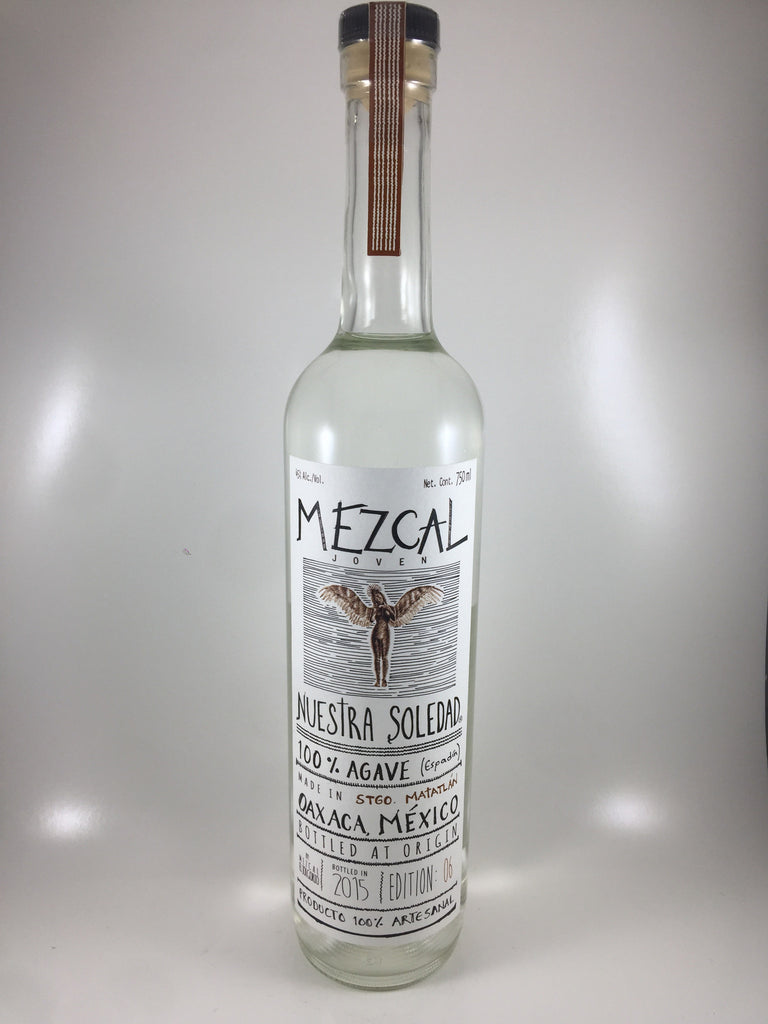 Alc./Vol.
Net. Cont. 750 ml
MEZCAL
JOVEN
NUESTRA SOLEDAD
100% AGAVE (Espadín)
MADE IN STGO. MATATLÁN
OAXACA, MÉXICO
BOTTLED AT ORIGIN
BOTTLED IN
2015
EDITION: 06
PRODUCTO 100% ARTESANAL